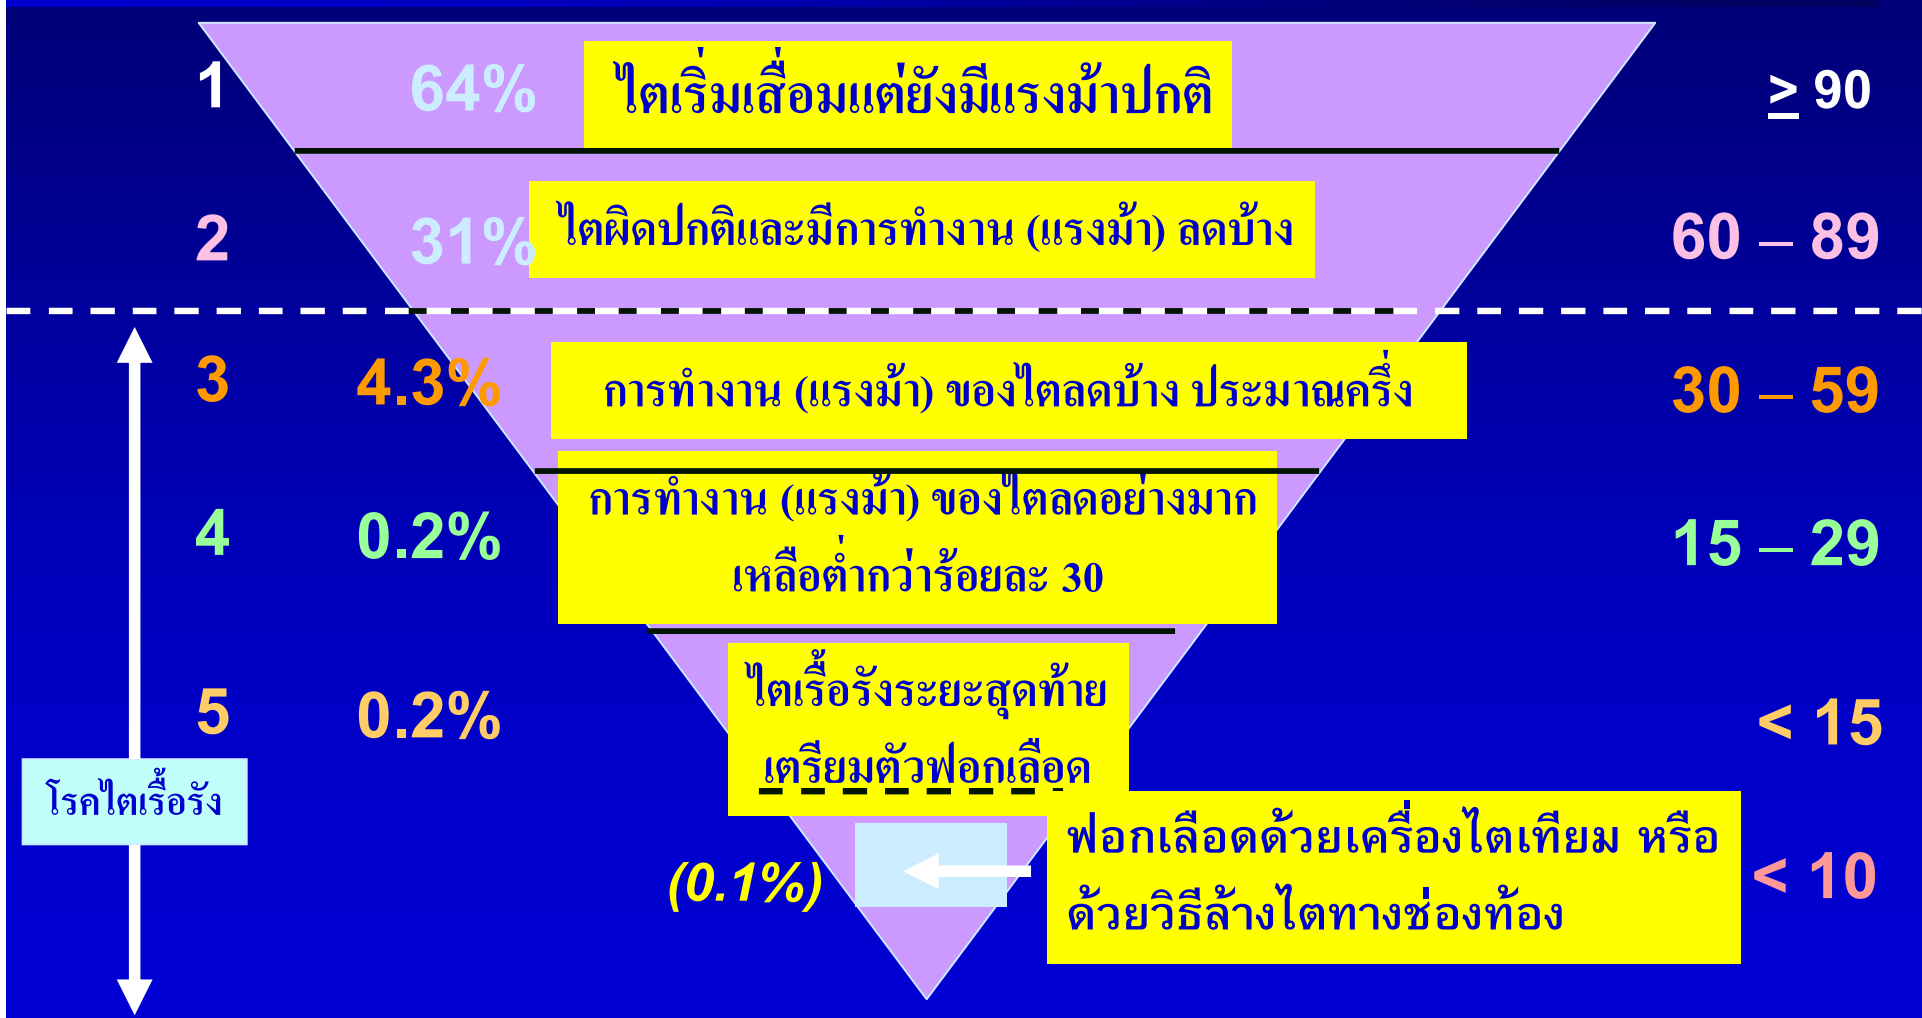 1 64% ไตเริ่มเสื่อมแต่ยังมีแรงม้าปกติ ≥ 90
2 31% ไตผิดปกติและมีการทำงาน (แรงม้า) ลดบ้าง 60 – 89
3 4.3% การทำงาน (แรงม้า) ของไตลดบ้าง ประมาณครึ่ง 30 – 59
4 0.2% การทำงาน (แรงม้า) ของไตลดอย่างมาก 15 – 29
เหลือต่ำกว่าร้อยละ 30
5 0.2% ไตเรื้อรังระยะสุดท้าย < 15
เตรียมตัวฟอกเลือด
โรคไตเรื้อรัง
(0.1%) ฟอกเลือดด้วยเครื่องไตเทียม หรือ < 10
ด้วยวิธีล้างไตทางช่องท้อง